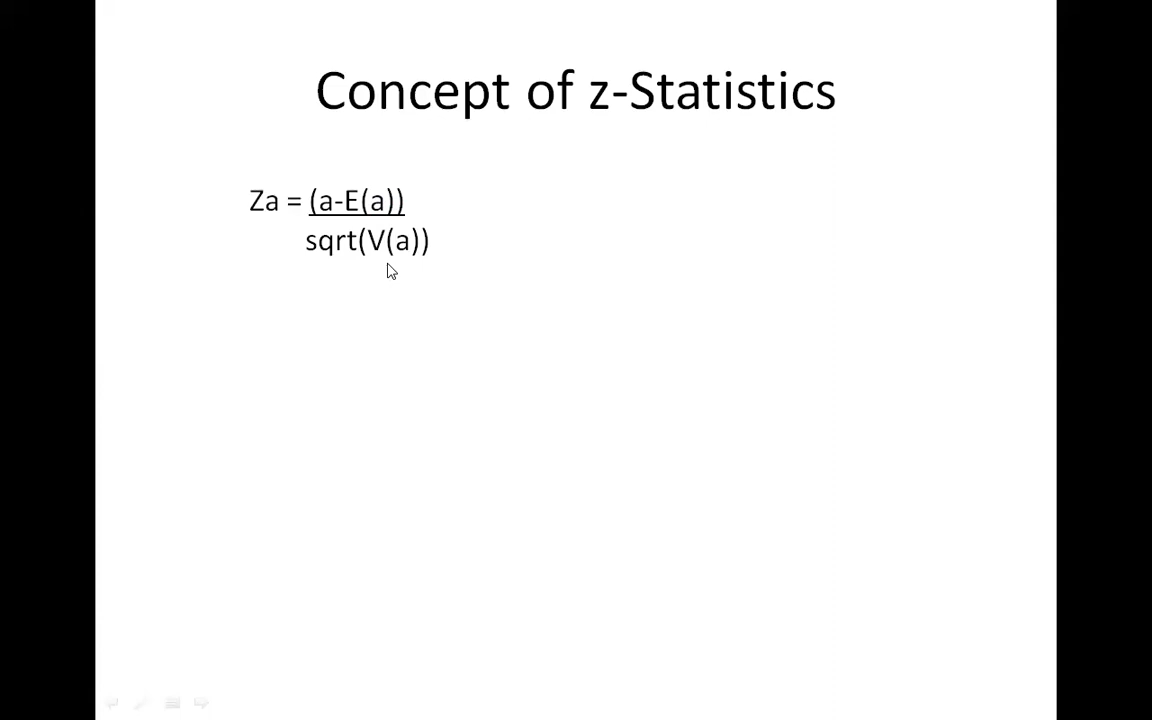 Concept of z-Statistics
Za = (a-E(a))
sqrt(V(a))